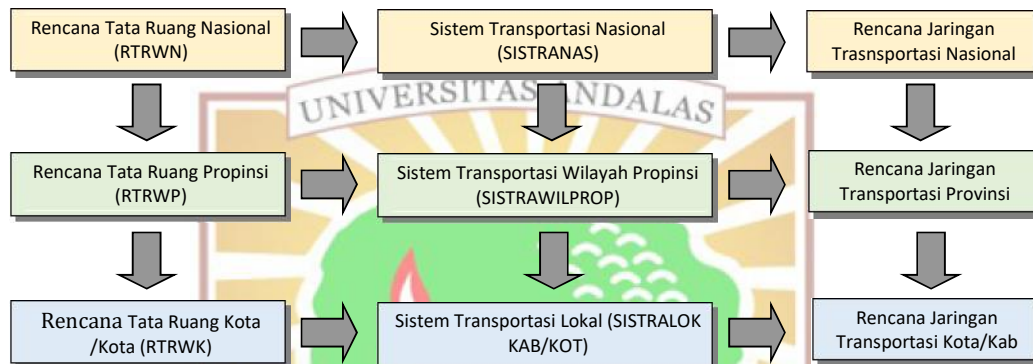 Rencana Tata Ruang Nasional
(RTRWN)
Sistem Transportasi Nasional
(SISTRANAS)
Rencana Jaringan
Trasnsportasi Nasional
UNIVERSITAS ANDALAS
Rencana Tata Ruang Propinsi
(RTRWP)
Sistem Transportasi Wilayah Propinsi
(SISTRAWILPROP)
Rencana Jaringan
Transportasi Provinsi
Rencana Tata Ruang Kota
/Kota (RTRWK)
Sistem Transportasi Lokal (SISTRALOK
KAB/KOT)
Rencana Jaringan
Transportasi Kota/Kab